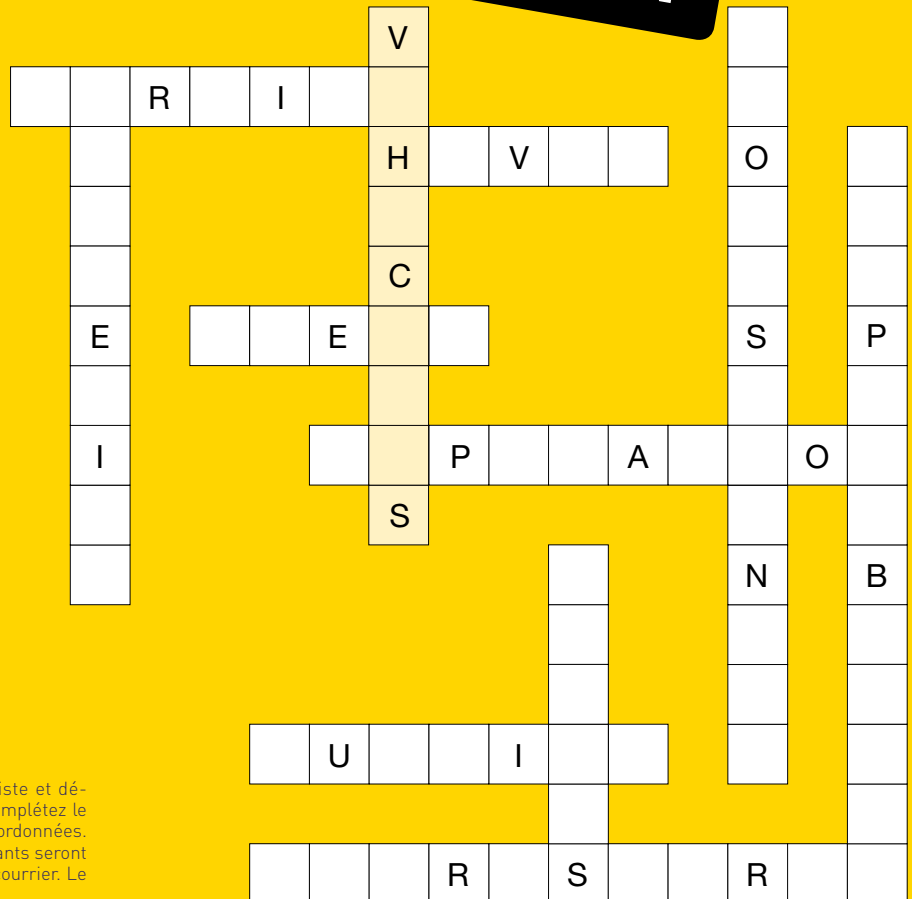 V
R I
H V O
C
E E S P
I P A O
S
N B
U I
R S R
iste et dé-
mplétez le
ordonnées.
ants seront
ourrier. Le